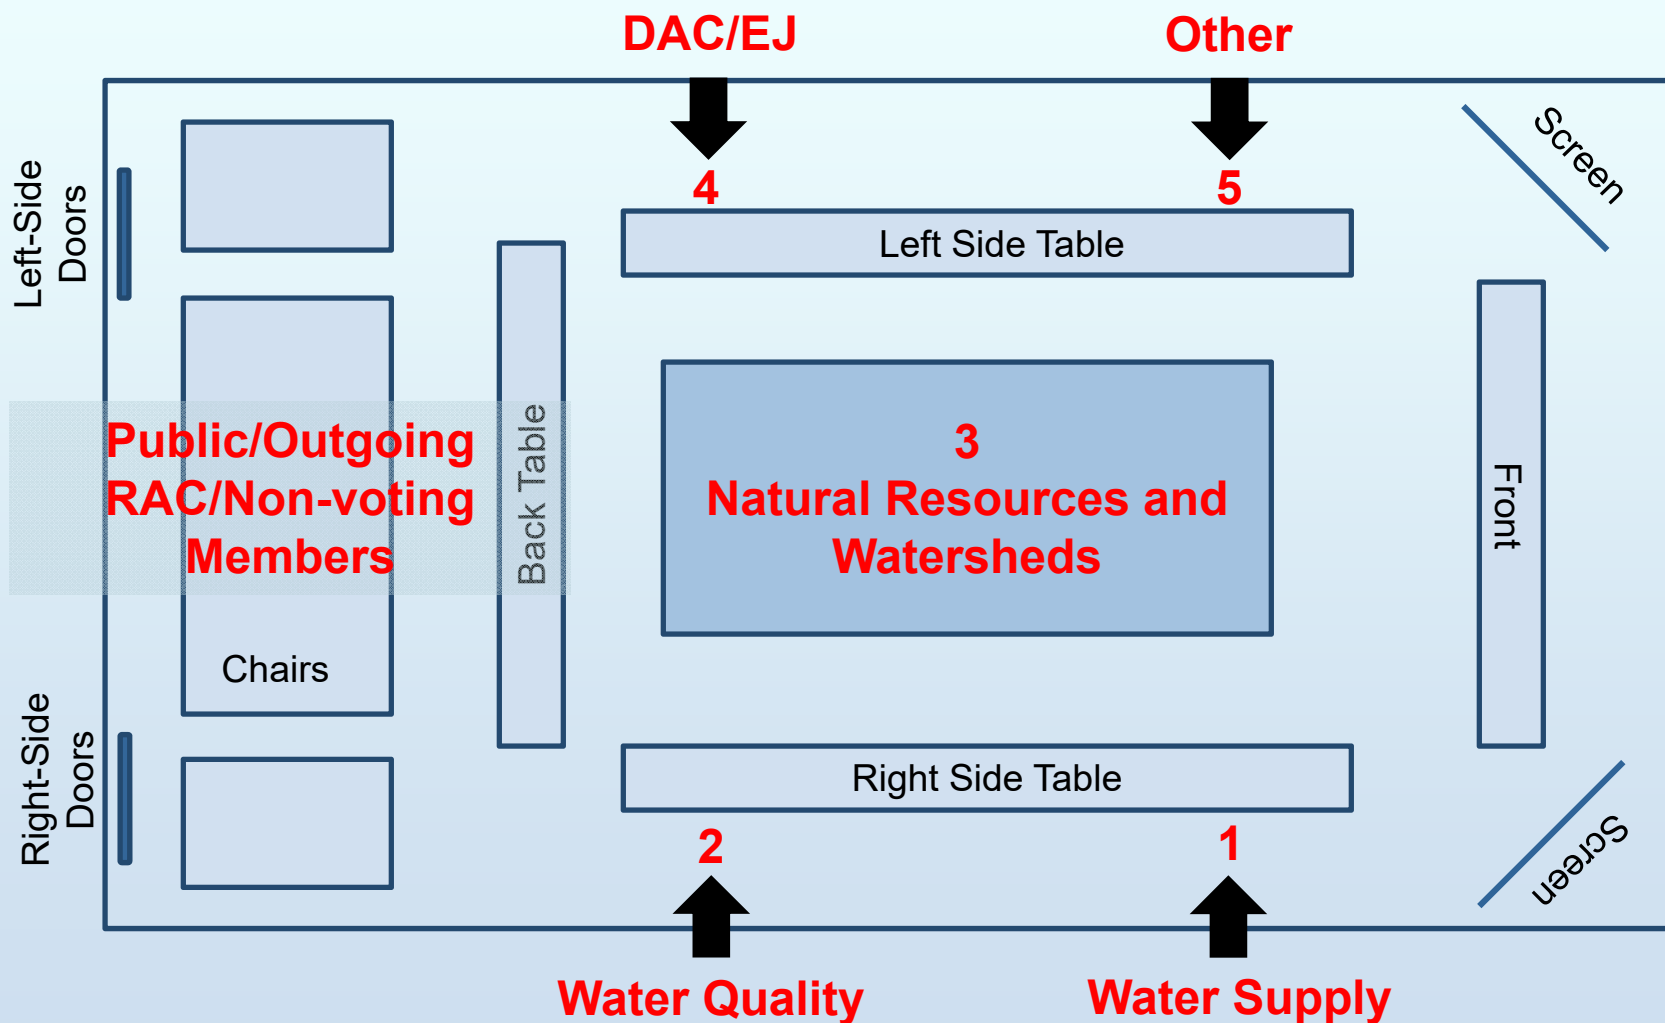 DAC/EJ
Other
4
5
Screen
Left-Side
Doors
Left Side Table
Public/Outgoing
RAC/Non-voting
Members
Back Table
3
Natural Resources and
Watersheds
Front
Chairs
Right-Side
Doors
Right Side Table
2
1
Screen
Water Quality
Water Supply